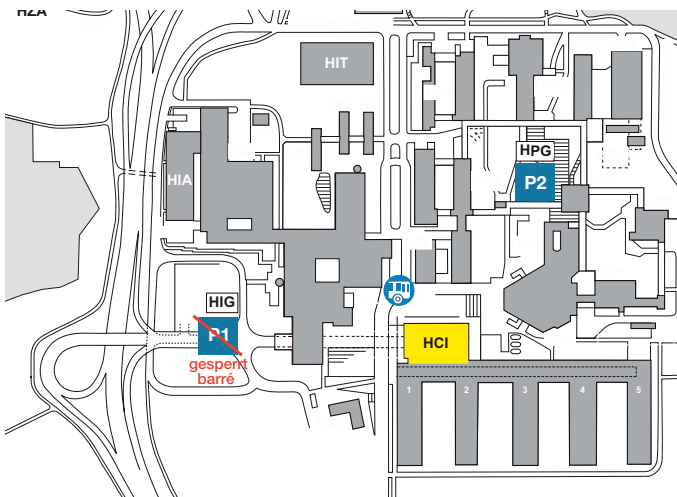 HZA
HIT
HPG
P2
HIA
HIG
P1
gesperrt
barré
HCI
1 2 3 4 5